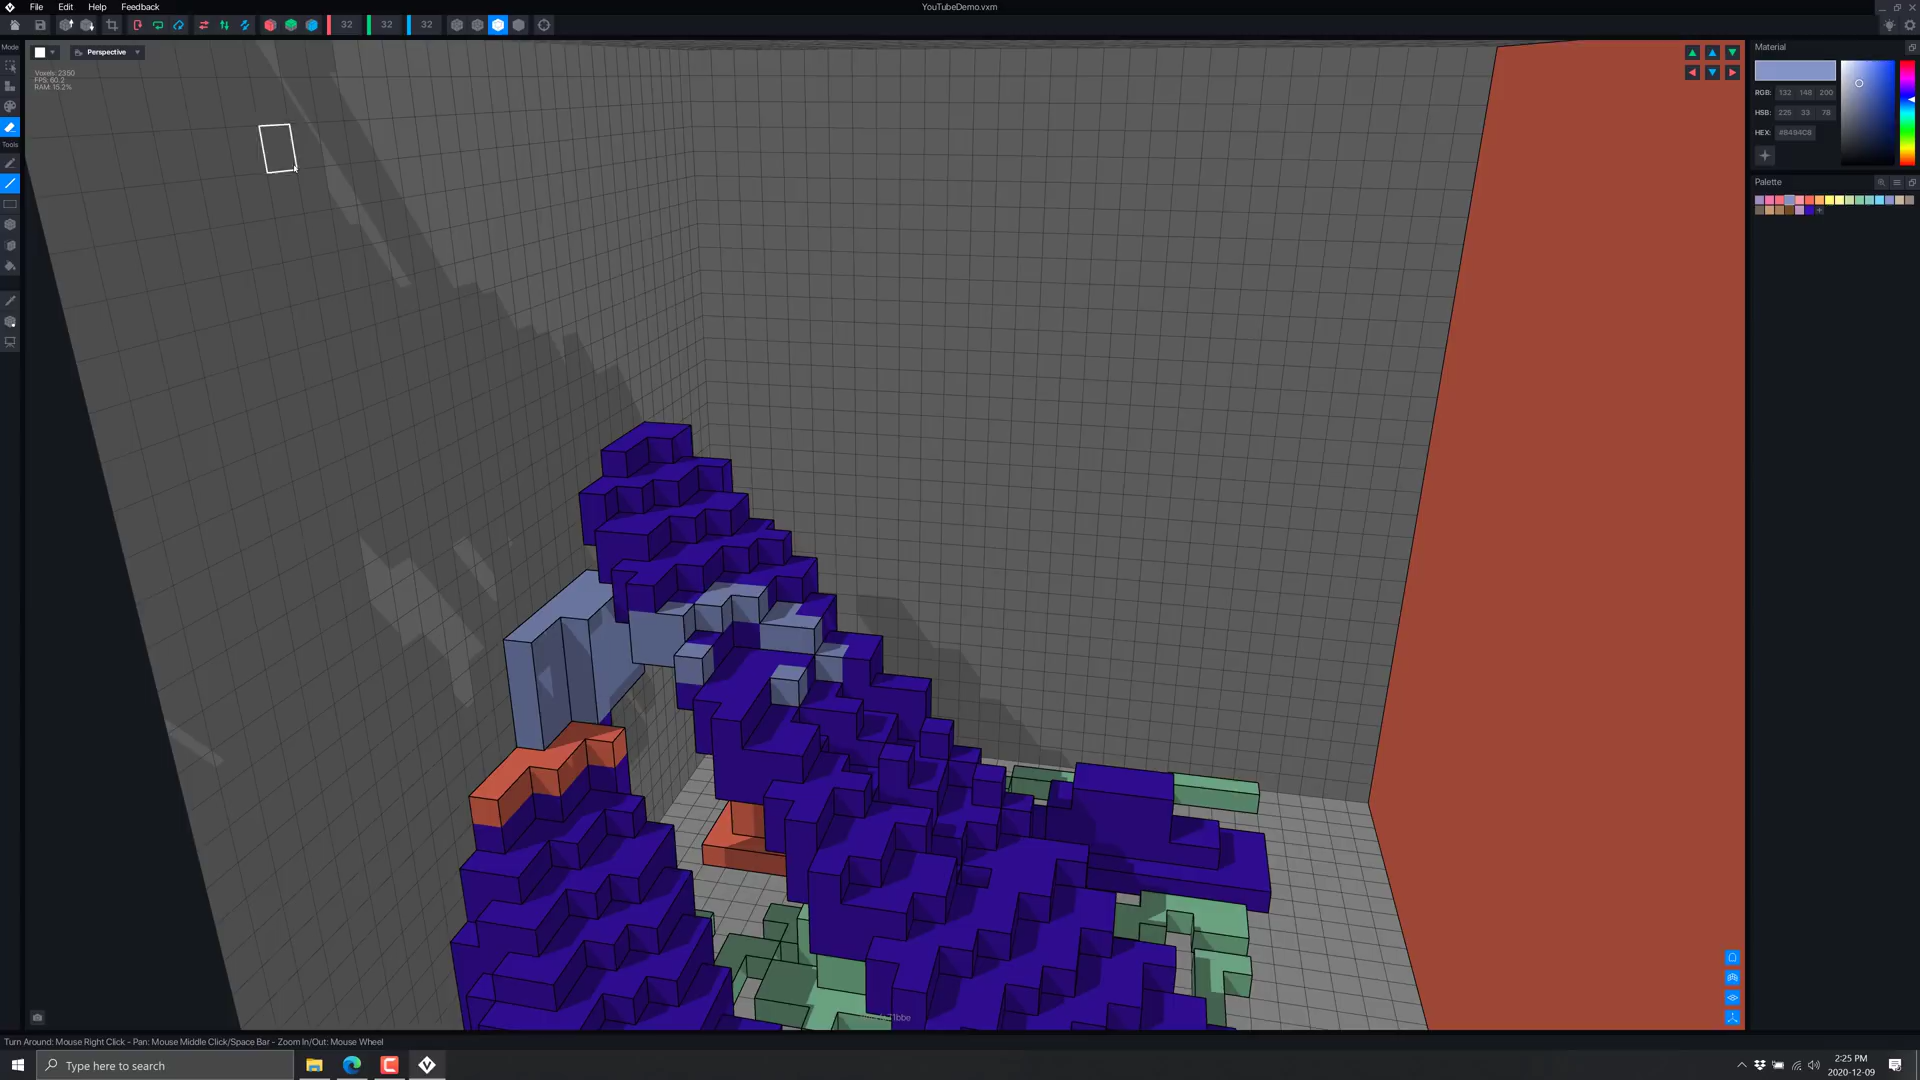 File Edit Help Feedback
YouTubeDemo.vxm
32 32 32
Mode
Perspective
Voxels: 2350
FPS: 60.2
RAM: 15.2%
Tools
Material
RGB: 132 148 200
HSB: 225 33 78
HEX: #8494C8
Palette
Turn Around: Mouse Right Click - Pan: Mouse Middle Click/Space Bar - Zoom In/Out: Mouse Wheel
Type here to search
2:25 PM
2020-12-09